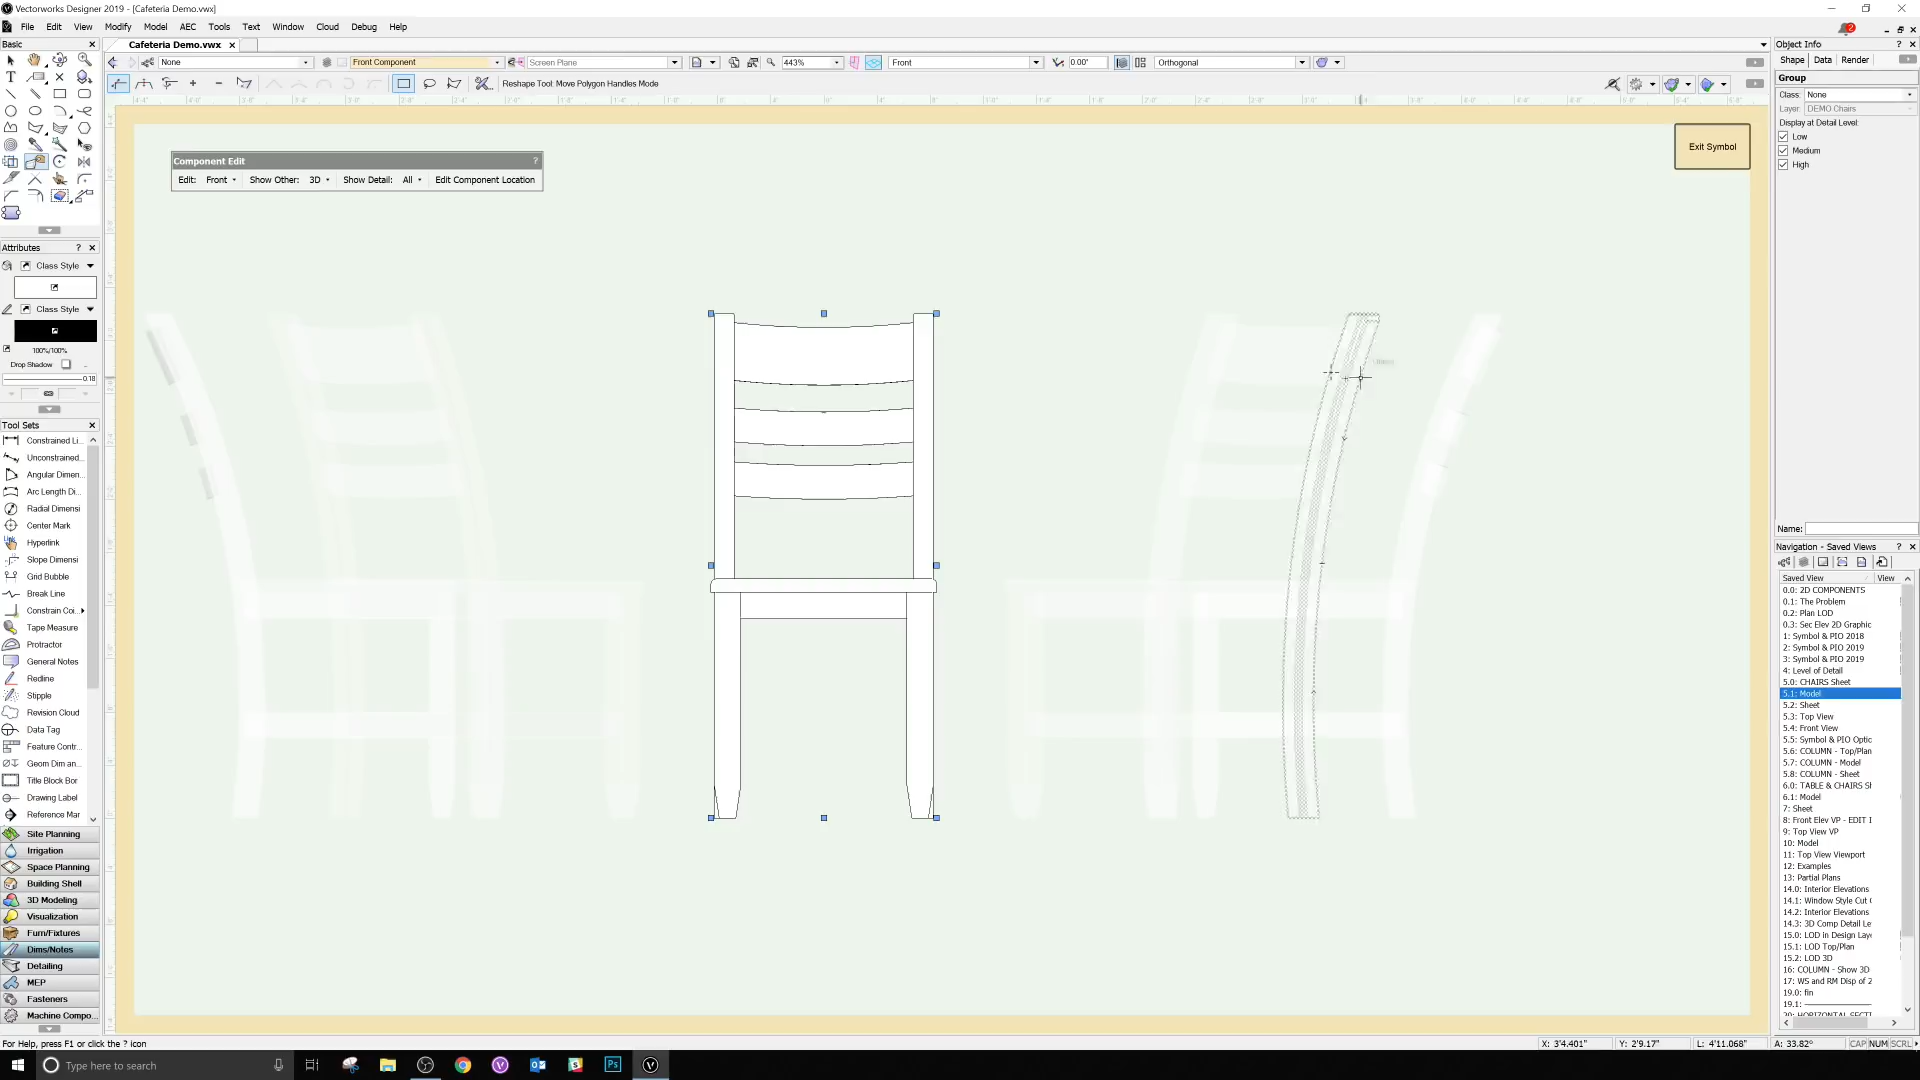 Vectorworks Designer 2019 - [Cafeteria Demo.vwx]
File Edit View Modify Model AEC Tools Text Window Cloud Debug Help
Basic
Cafeteria Demo.vwx
None
Front Component
Screen Plane
443%
Front
0.00°
Orthogonal
Reshape Tool: Move Polygon Handles Mode
Component Edit ?
Edit: Front Show Other: 3D Show Detail: All Edit Component Location
Exit Symbol
Attributes ?
Class Style
Class Style
100%/100%
Drop Shadow
0.18
Tool Sets
Constrained Li...
Unconstrained...
Angular Dimen...
Arc Length Di...
Radial Dimensi
Center Mark
Hyperlink
Slope Dimensi
Grid Bubble
Break Line
Constrain Coi...
Tape Measure
Protractor
General Notes
Redline
Stipple
Revision Cloud
Data Tag
Feature Contr...
Geom Dim an...
Title Block Bor
Drawing Label
Reference Mar
Site Planning
Irrigation
Space Planning
Building Shell
3D Modeling
Visualization
Furn/Fixtures
Dims/Notes
Detailing
MEP
Fasteners
Machine Compo...
Object Info ?
Shape Data Render
Group
Class: None
Layer: DEMO Chairs
Display at Detail Level:
Low
Medium
High
Name:
Navigation - Saved Views ?
Saved View View
0.0: 2D COMPONENTS
0.1: The Problem
0.2: Plan LOD
0.3: Sec Elev 2D Graphic
1: Symbol & PIO 2018
2: Symbol & PIO 2019
3: Symbol & PIO 2019
4: Level of Detail
5.0: CHAIRS Sheet
5.1: Model
5.2: Sheet
5.3: Top View
5.4: Front View
5.5: Symbol & PIO Optic
5.6: COLUMN - Top/Plan
5.7: COLUMN - Model
5.8: COLUMN - Sheet
6.0: TABLE & CHAIRS SH
6.1: Model
7: Sheet
8: Front Elev VP - EDIT I
9: Top View VP
10: Model
11: Top View Viewport
12: Examples
13: Partial Plans
14.0: Interior Elevations
14.1: Window Style Cut
14.2: Interior Elevations
14.3: 3D Comp Detail Le
15.0: LOD in Design Lay
15.1: LOD Top/Plan
15.2: LOD 3D
16: COLUMN - Show 3D
17: WS and RM Disp of 2
19.0: fin
19.1:
For Help, press F1 or click the ? icon
X: 3'4.401" Y: 2'9.17" L: 4'11.068" A: 33.82° CAP NUM SCRL
Type here to search